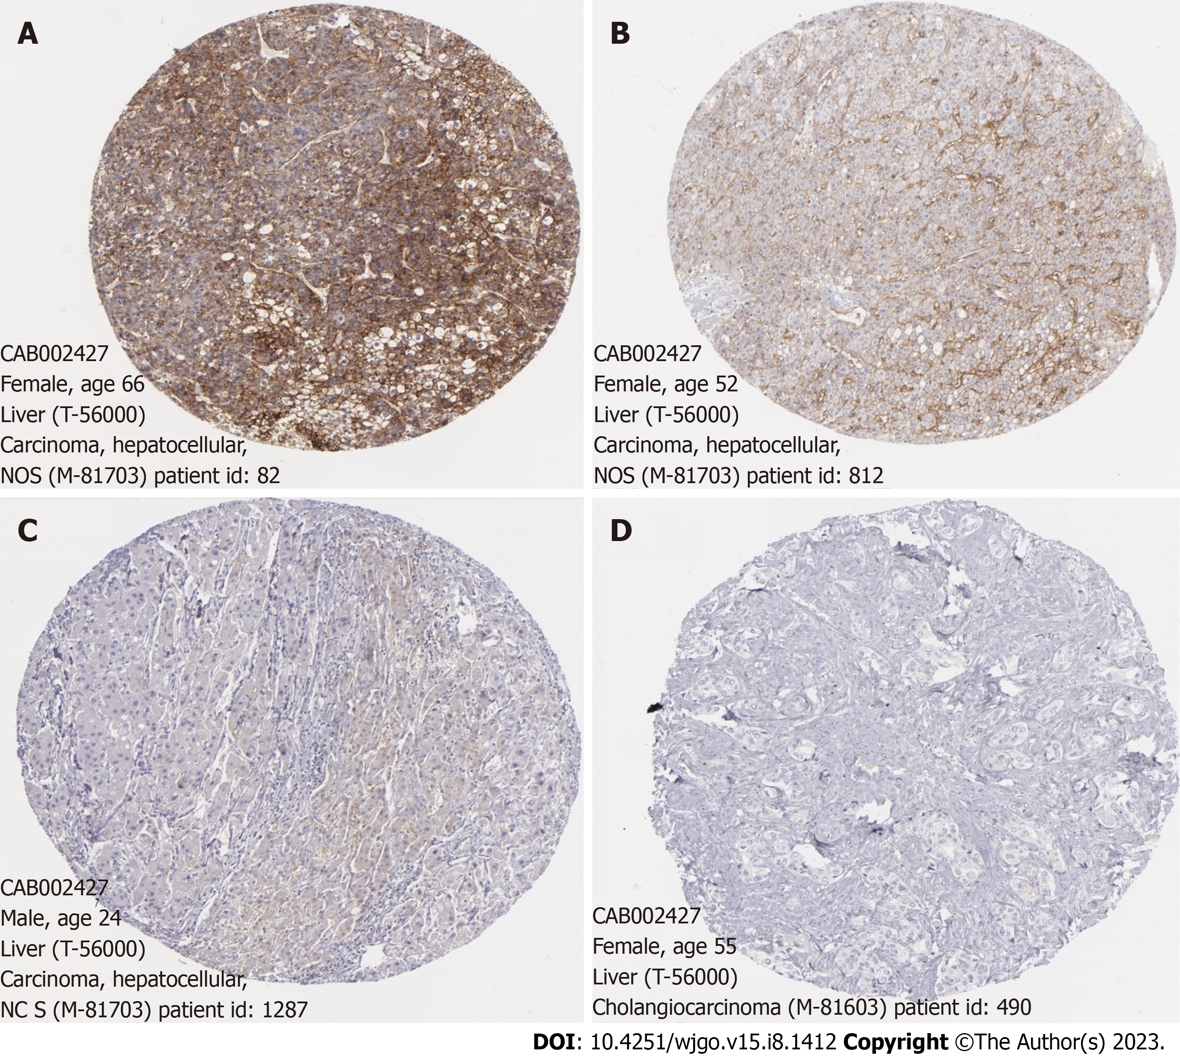 A
CAB002427
Female, age 66
Liver (T-56000)
Carcinoma, hepatocellular,
NOS (M-81703) patient id: 82
B
CAB002427
Female, age 52
Liver (T-56000)
Carcinoma, hepatocellular,
NOS (M-81703) patient id: 812
C
CAB002427
Male, age 24
Liver (T-56000)
Carcinoma, hepatocellular,
NC S (M-81703) patient id: 1287
D
CAB002427
Female, age 55
Liver (T-56000)
Cholangiocarcinoma (M-81603) patient id: 490
DOI: 10.4251/wjgo.v15.i8.1412 Copyright ©The Author(s) 2023.